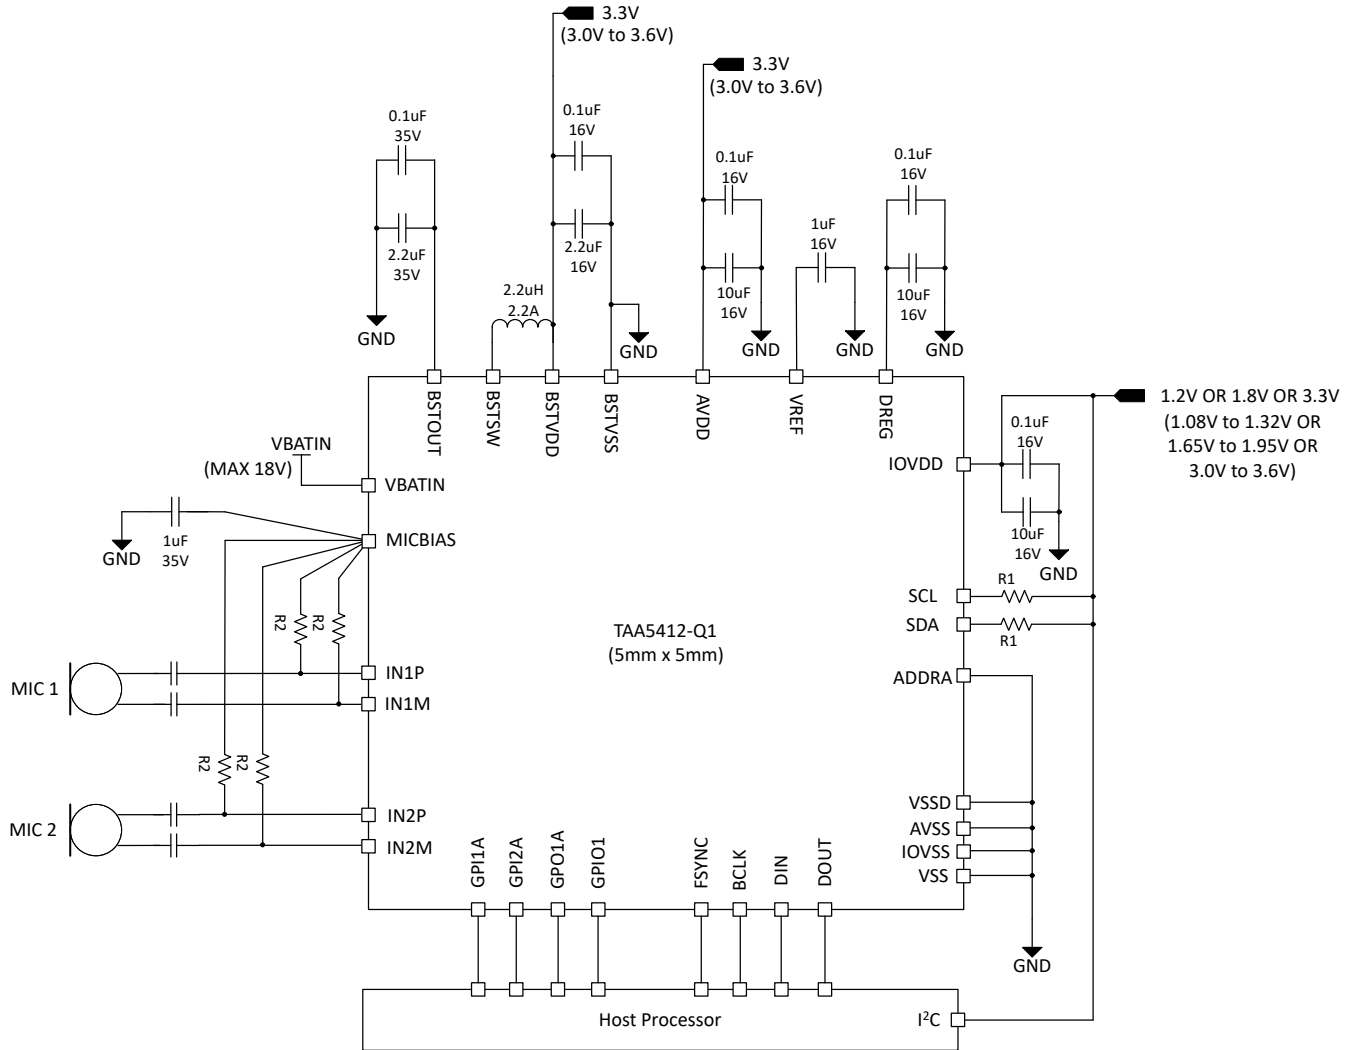 3.3V
(3.0V to 3.6V)
3.3V
(3.0V to 3.6V)
0.1uF
35V
0.1uF
16V
0.1uF
16V
0.1uF
16V
2.2uF
35V
2.2uF
16V
1uF
16V
2.2uH
2.2A
10uF
16V
10uF
16V
GND
GND
GND
GND
GND
BSTOUT
BSTSW
BSTVDD
BSTVSS
AVDD
VREF
DREG
1.2V OR 1.8V OR 3.3V
(1.08V to 1.32V OR
1.65V to 1.95V OR
3.0V to 3.6V)
0.1uF
16V
VBATIN
(MAX 18V)
VBATIN
IOVDD
10uF
16V
GND
1uF
35V
GND
MICBIAS
R1
SCL
SDA
R1
R2
R2
TAA5412-Q1
(5mm x 5mm)
MIC 1
IN1P
IN1M
ADDRA
R2
R2
MIC 2
IN2P
IN2M
VSSD
AVSS
IOVSS
VSS
GPI1A
GPI2A
GPO1A
GPIO1
FSYNC
BCLK
DIN
DOUT
GND
Host Processor
I²C